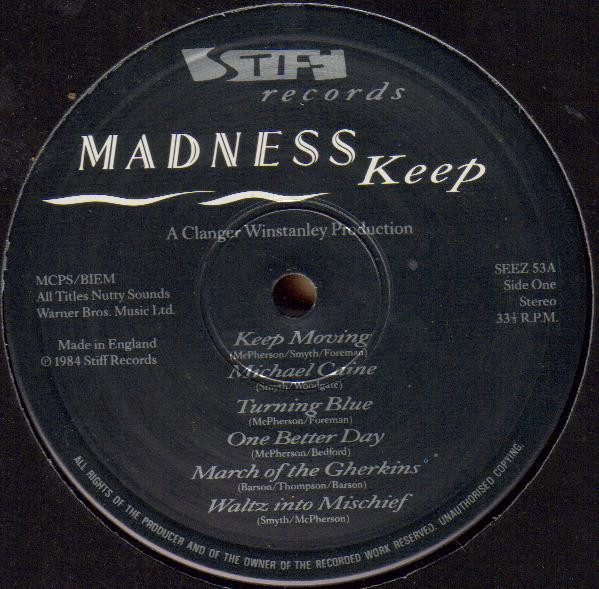 STIFF
records
MADNESS Keep
A Clanger Winstanley Production
MCPS/BIEM
All Titles Nutty Sounds
Warner Bros. Music Ltd.
Made in England
℗ 1984 Stiff Records
SEEZ 53A
Side One
Stereo
33⅓ R.P.M.
Keep Moving
(McPherson/Smyth/Foreman)
Michael Caine
(Smyth/Woodgate)
Turning Blue
(McPherson/Foreman)
One Better Day
(McPherson/Bedford)
March of the Gherkins
(Barson/Thompson/Barson)
Waltz into Mischief
(Smyth/McPherson)
ALL RIGHTS OF THE PRODUCER AND OF THE OWNER OF THE RECORDED WORK RESERVED. UNAUTHORISED COPYING.